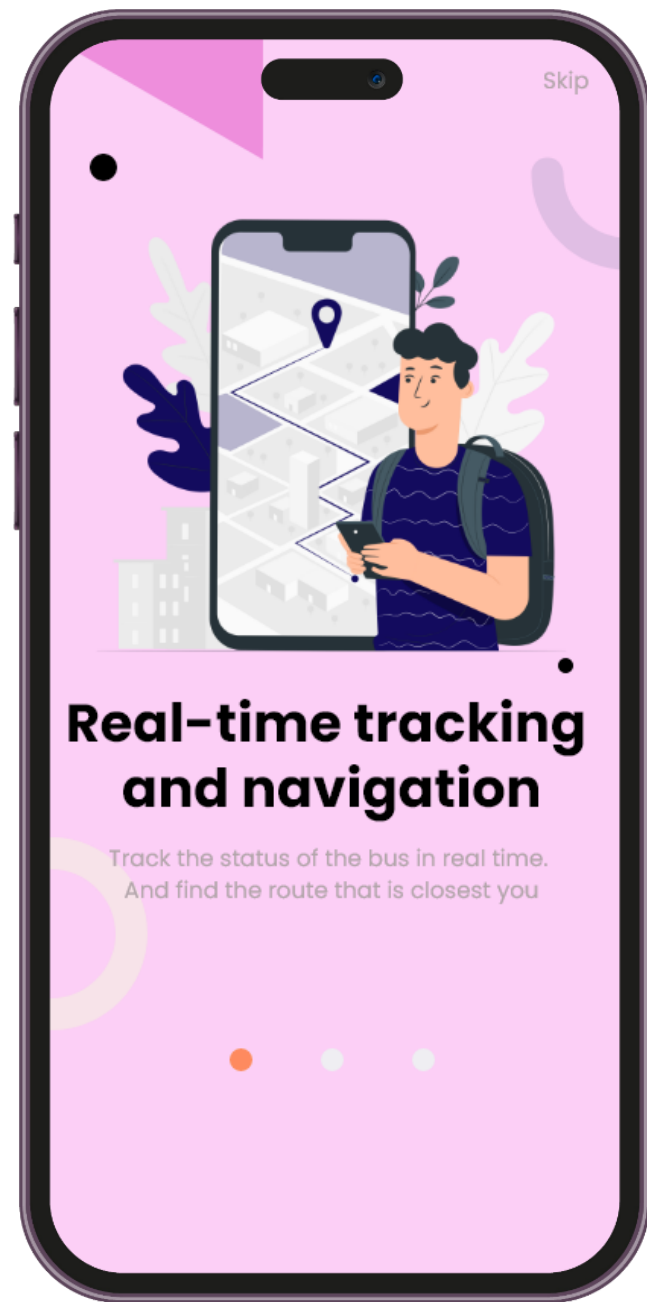 Skip
Real-time tracking
and navigation
Track the status of the bus in real time.
And find the route that is closest you